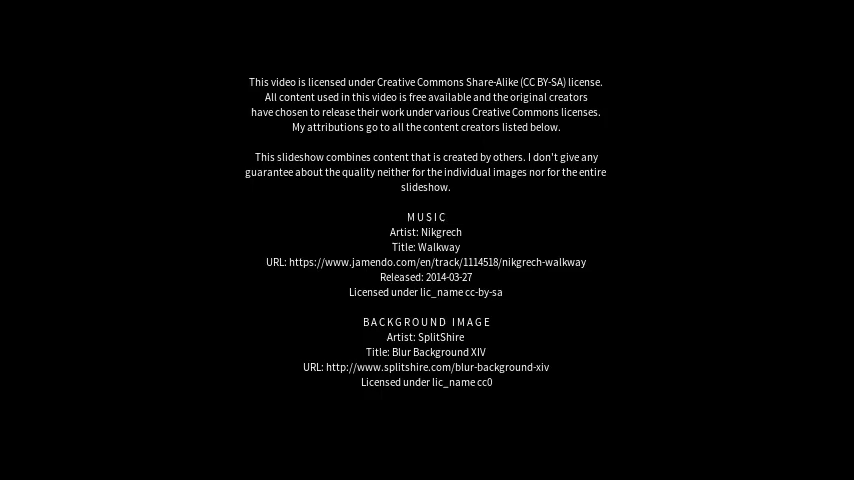 This video is licensed under Creative Commons Share-Alike (CC BY-SA) license.
All content used in this video is free available and the original creators
have chosen to release their work under various Creative Commons licenses.
My attributions go to all the content creators listed below.
This slideshow combines content that is created by others. I don't give any
guarantee about the quality neither for the individual images nor for the entire
slideshow.
MUSIC
Artist: Nikgrech
Title: Walkway
URL: https://www.jamendo.com/en/track/1114518/nikgrech-walkway
Released: 2014-03-27
Licensed under lic_name cc-by-sa
BACKGROUND IMAGE
Artist: SplitShire
Title: Blur Background XIV
URL: http://www.splitshire.com/blur-background-xiv
Licensed under lic_name cc0